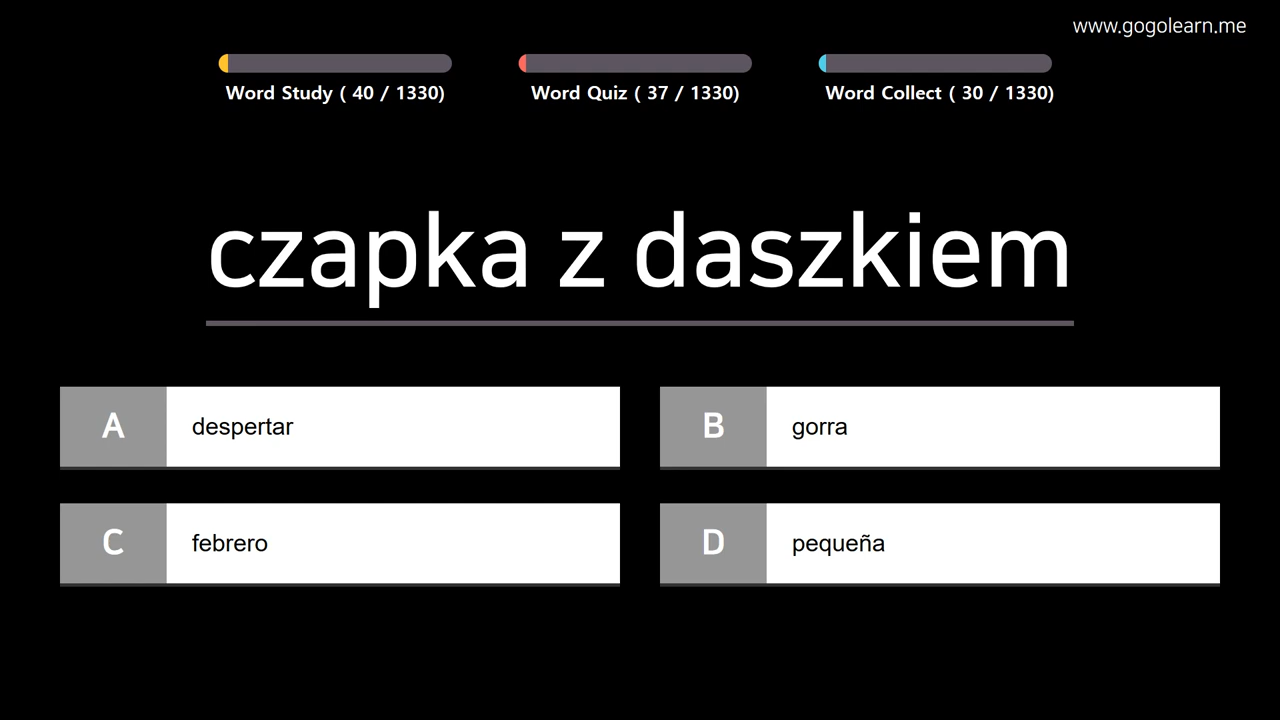 www.gogolearn.me
Word Study ( 40 / 1330)
Word Quiz ( 37 / 1330)
Word Collect ( 30 / 1330)
czapka z daszkiem
A despertar
B gorra
C febrero
D pequeña